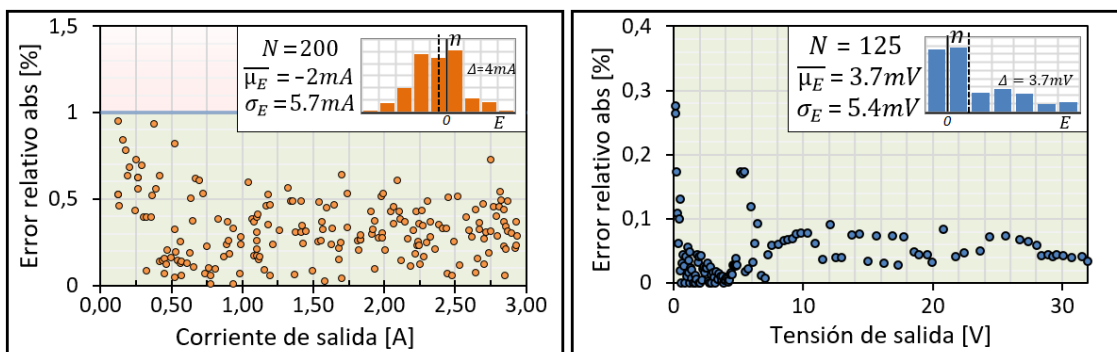 Error relativo abs [%]
1,5
1
0,5
0
N = 200
μ_E = -2mA
σ_E = 5.7mA
n
Δ=4mA
0
E
0,00
0,50
1,00
1,50
2,00
2,50
3,00
Corriente de salida [A]
Error relativo abs [%]
0,4
0,3
0,2
0,1
0
N = 125
μ_E = 3.7mV
σ_E = 5.4mV
n
Δ = 3.7mV
0
E
0
10
20
30
Tensión de salida [V]